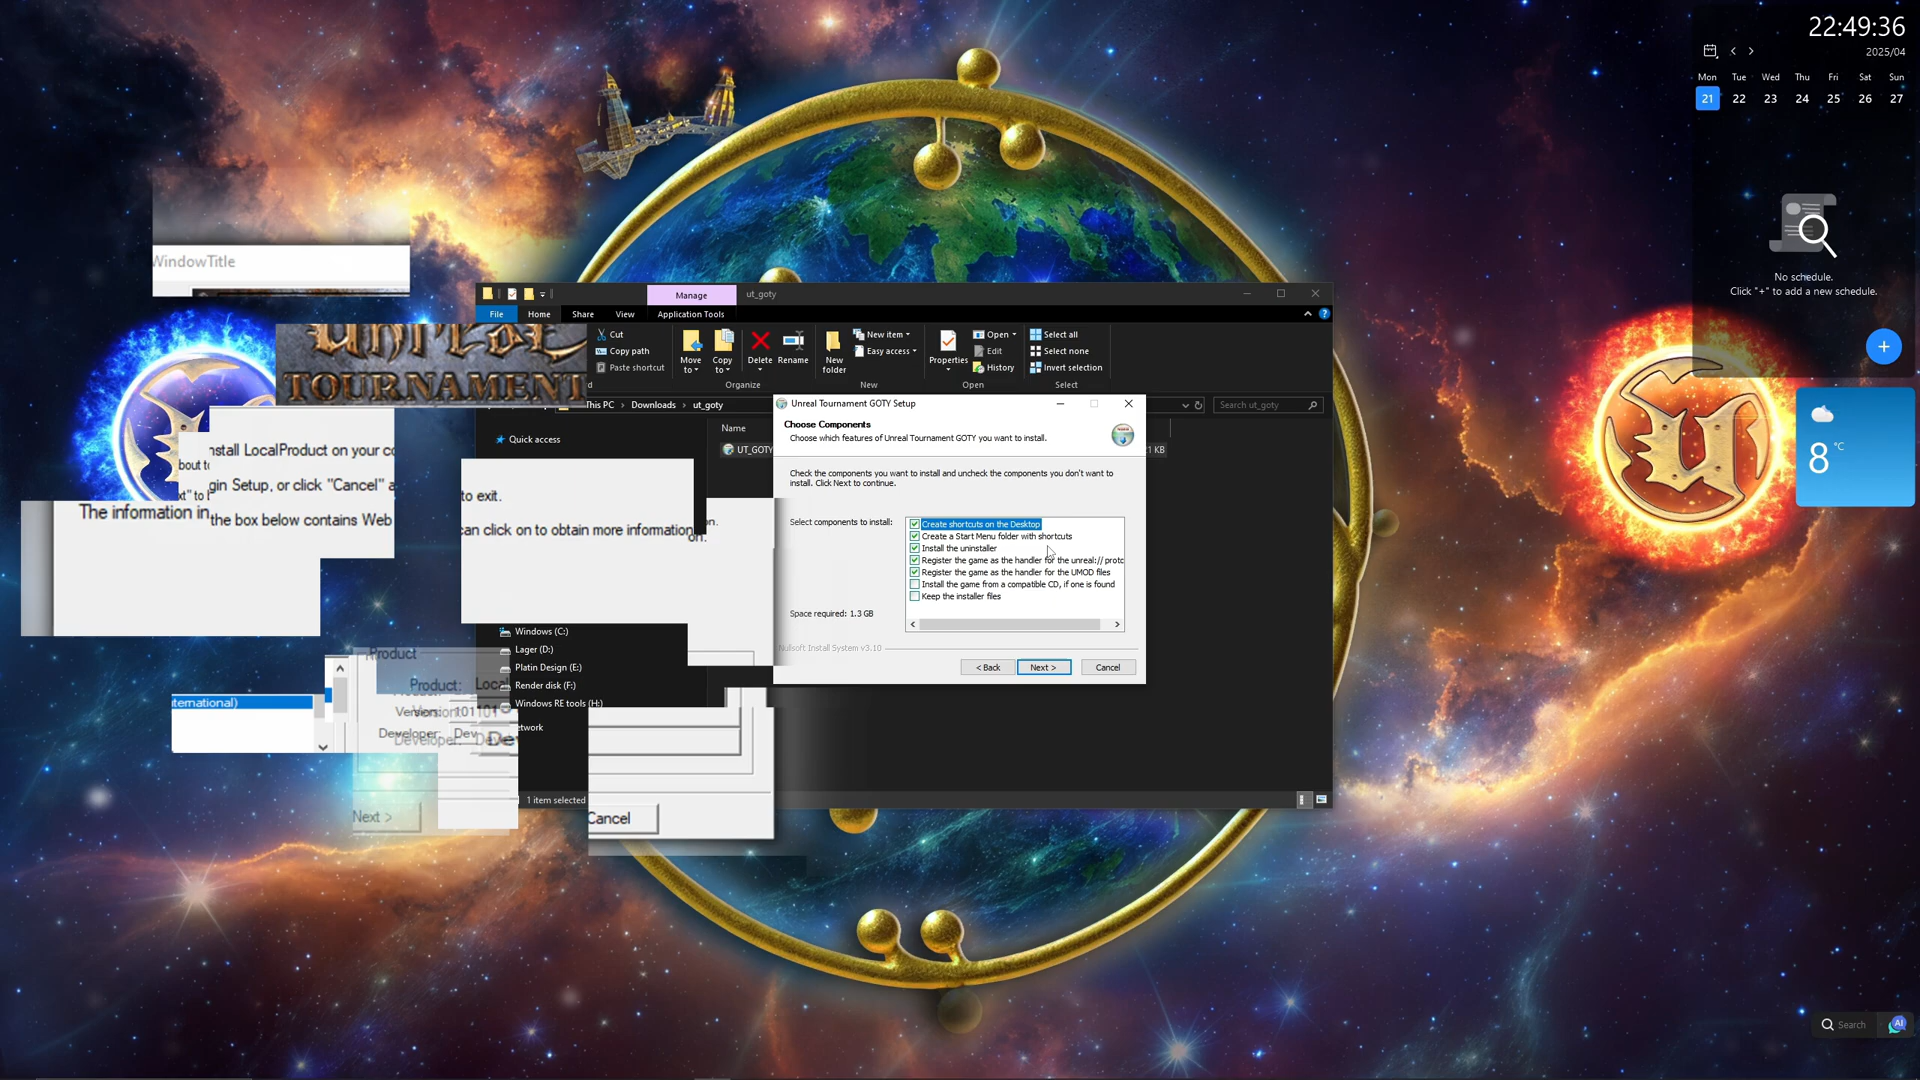 22:49:36
2025/04
Mon Tue Wed Thu Fri Sat Sun
21 22 23 24 25 26 27
No schedule.
Click "+" to add a new schedule.
8 °C
Search
AI
WindowTitle
TOURNAMENT
nstall LocalProduct on your co
bout to
gin Setup, or click "Cancel" a
xt" to b
The information in
the box below contains Web
to exit.
can click on to obtain more information
on.
on.
ternational)
Product
Product: Local
Version: 101
Developer: Dev
Next >
Cancel
Manage ut_goty
File Home Share View Application Tools
Cut
Copy path
Paste shortcut
Move to
Copy to
Delete
Rename
Organize
New folder
New item
Easy access
New
Properties
Open
Edit
History
Open
Select all
Select none
Invert selection
Select
This PC > Downloads > ut_goty
Search ut_goty
Quick access
Name
UT_GOTY
1 KB
Windows (C:)
Lager (D:)
Platin Design (E:)
Render disk (F:)
Windows RE tools (H:)
etwork
1 item selected
Unreal Tournament GOTY Setup
Choose Components
Choose which features of Unreal Tournament GOTY you want to install.
Check the components you want to install and uncheck the components you don't want to
install. Click Next to continue.
Select components to install:
Create shortcuts on the Desktop
Create a Start Menu folder with shortcuts
Install the uninstaller
Register the game as the handler for the unreal:// protc
Register the game as the handler for the UMOD files
Install the game from a compatible CD, if one is found
Keep the installer files
Space required: 1.3 GB
Nullsoft Install System v3.10
< Back
Next >
Cancel